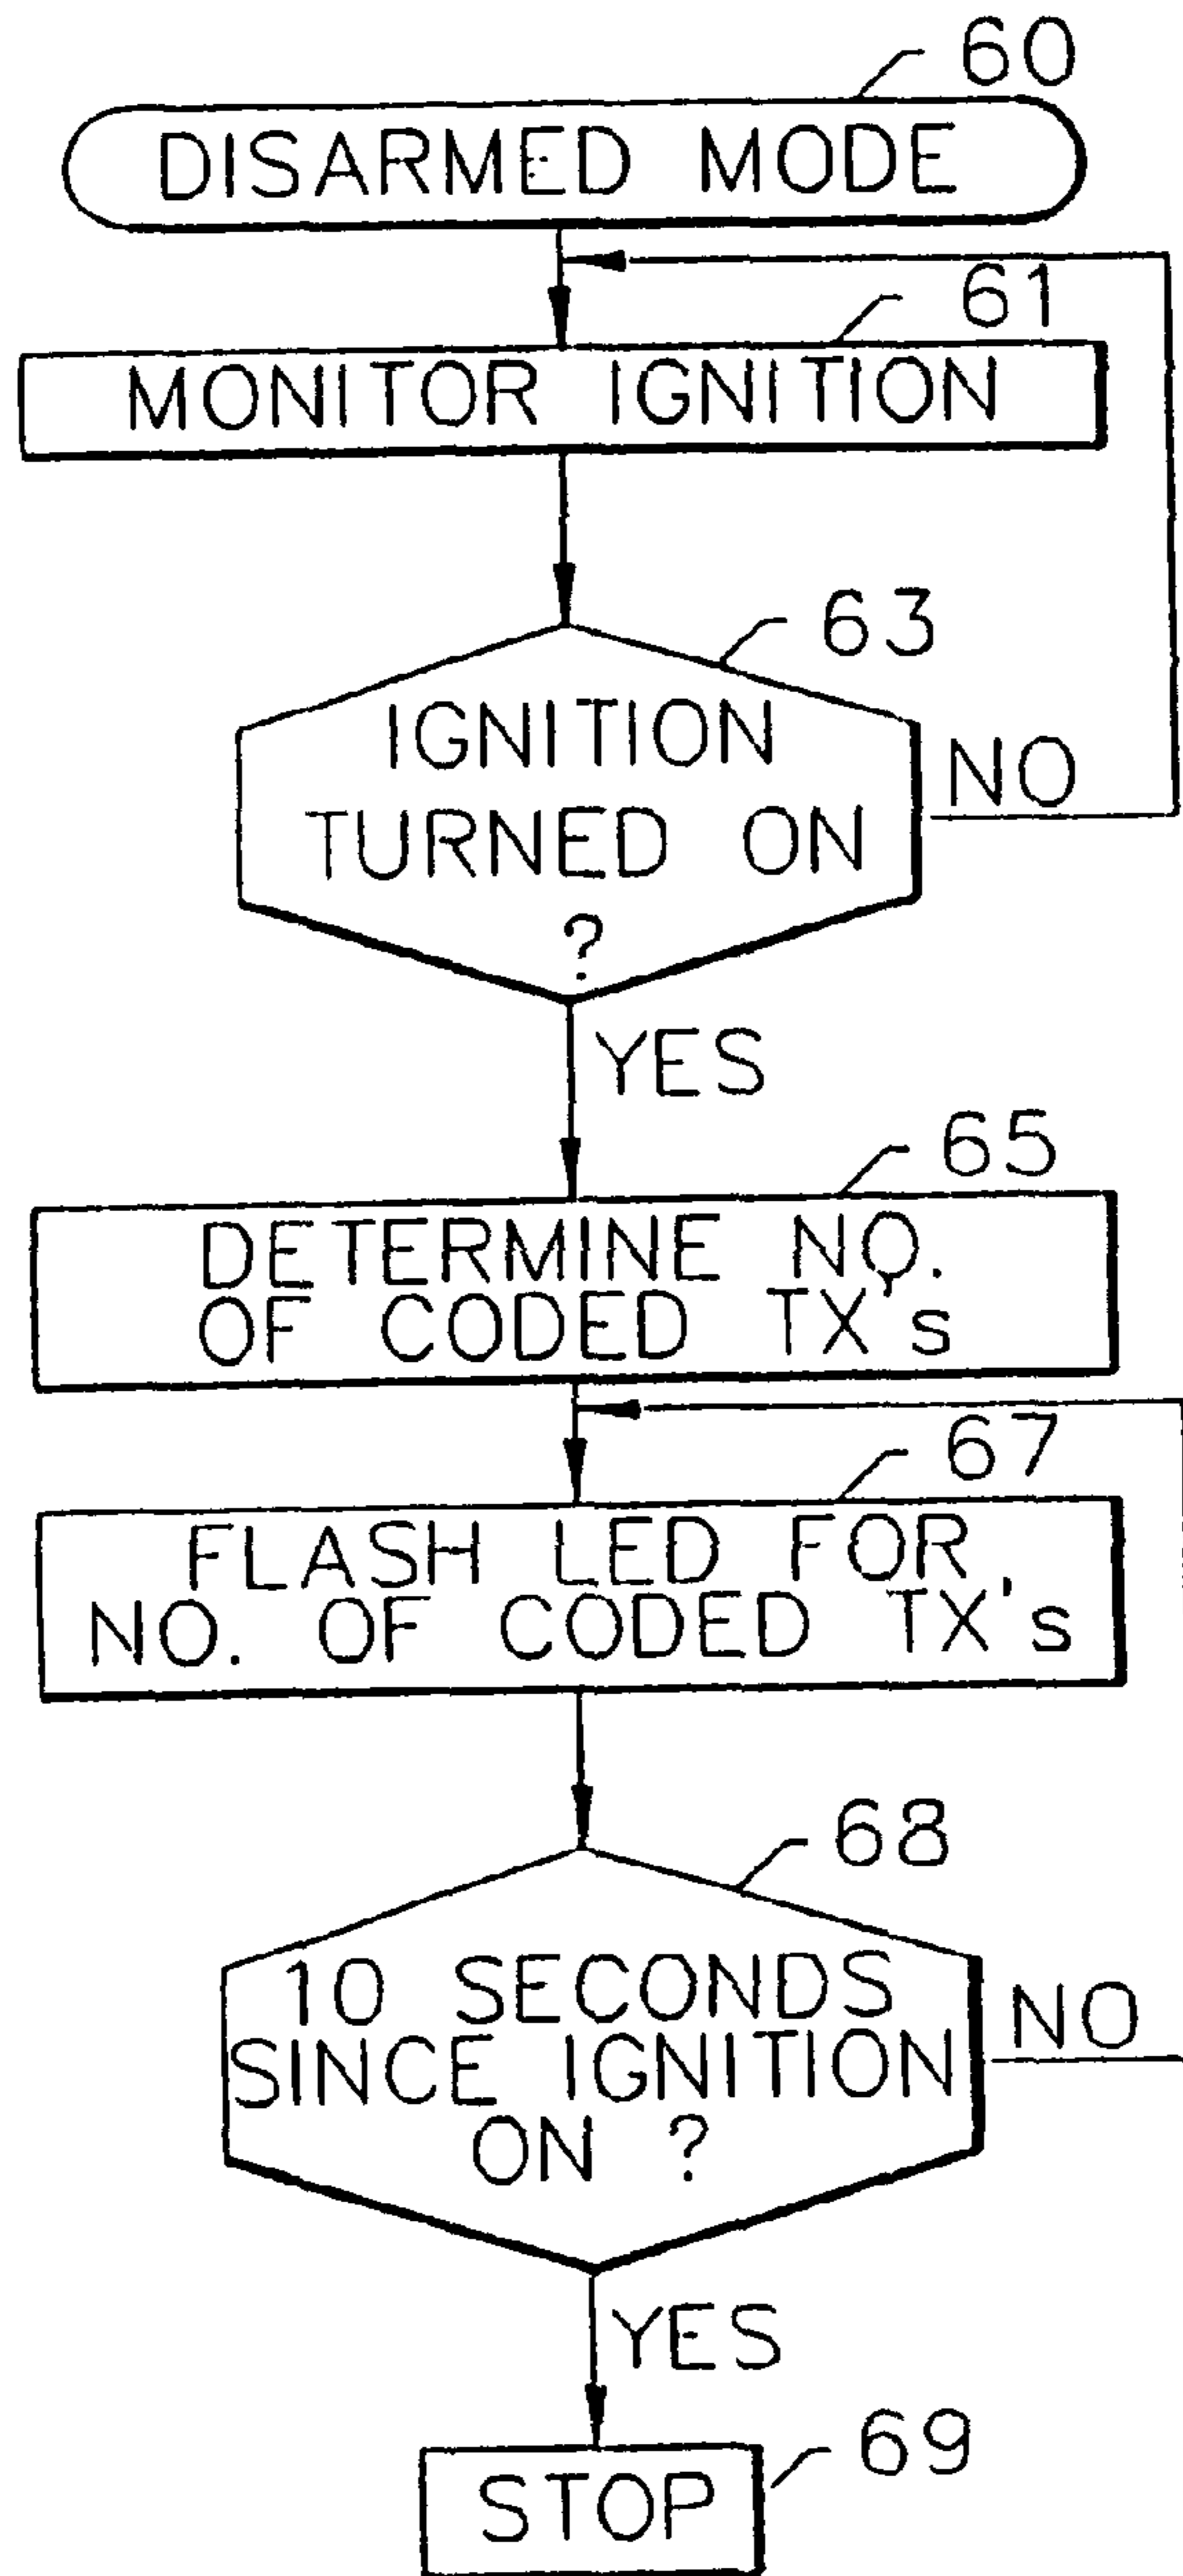 60
DISARMED MODE
61
MONITOR IGNITION
63
IGNITION
TURNED ON
?
NO
YES
65
DETERMINE NO.
OF CODED TX's
67
FLASH LED FOR
NO. OF CODED TX's
68
10 SECONDS
SINCE IGNITION
ON ?
NO
YES
69
STOP